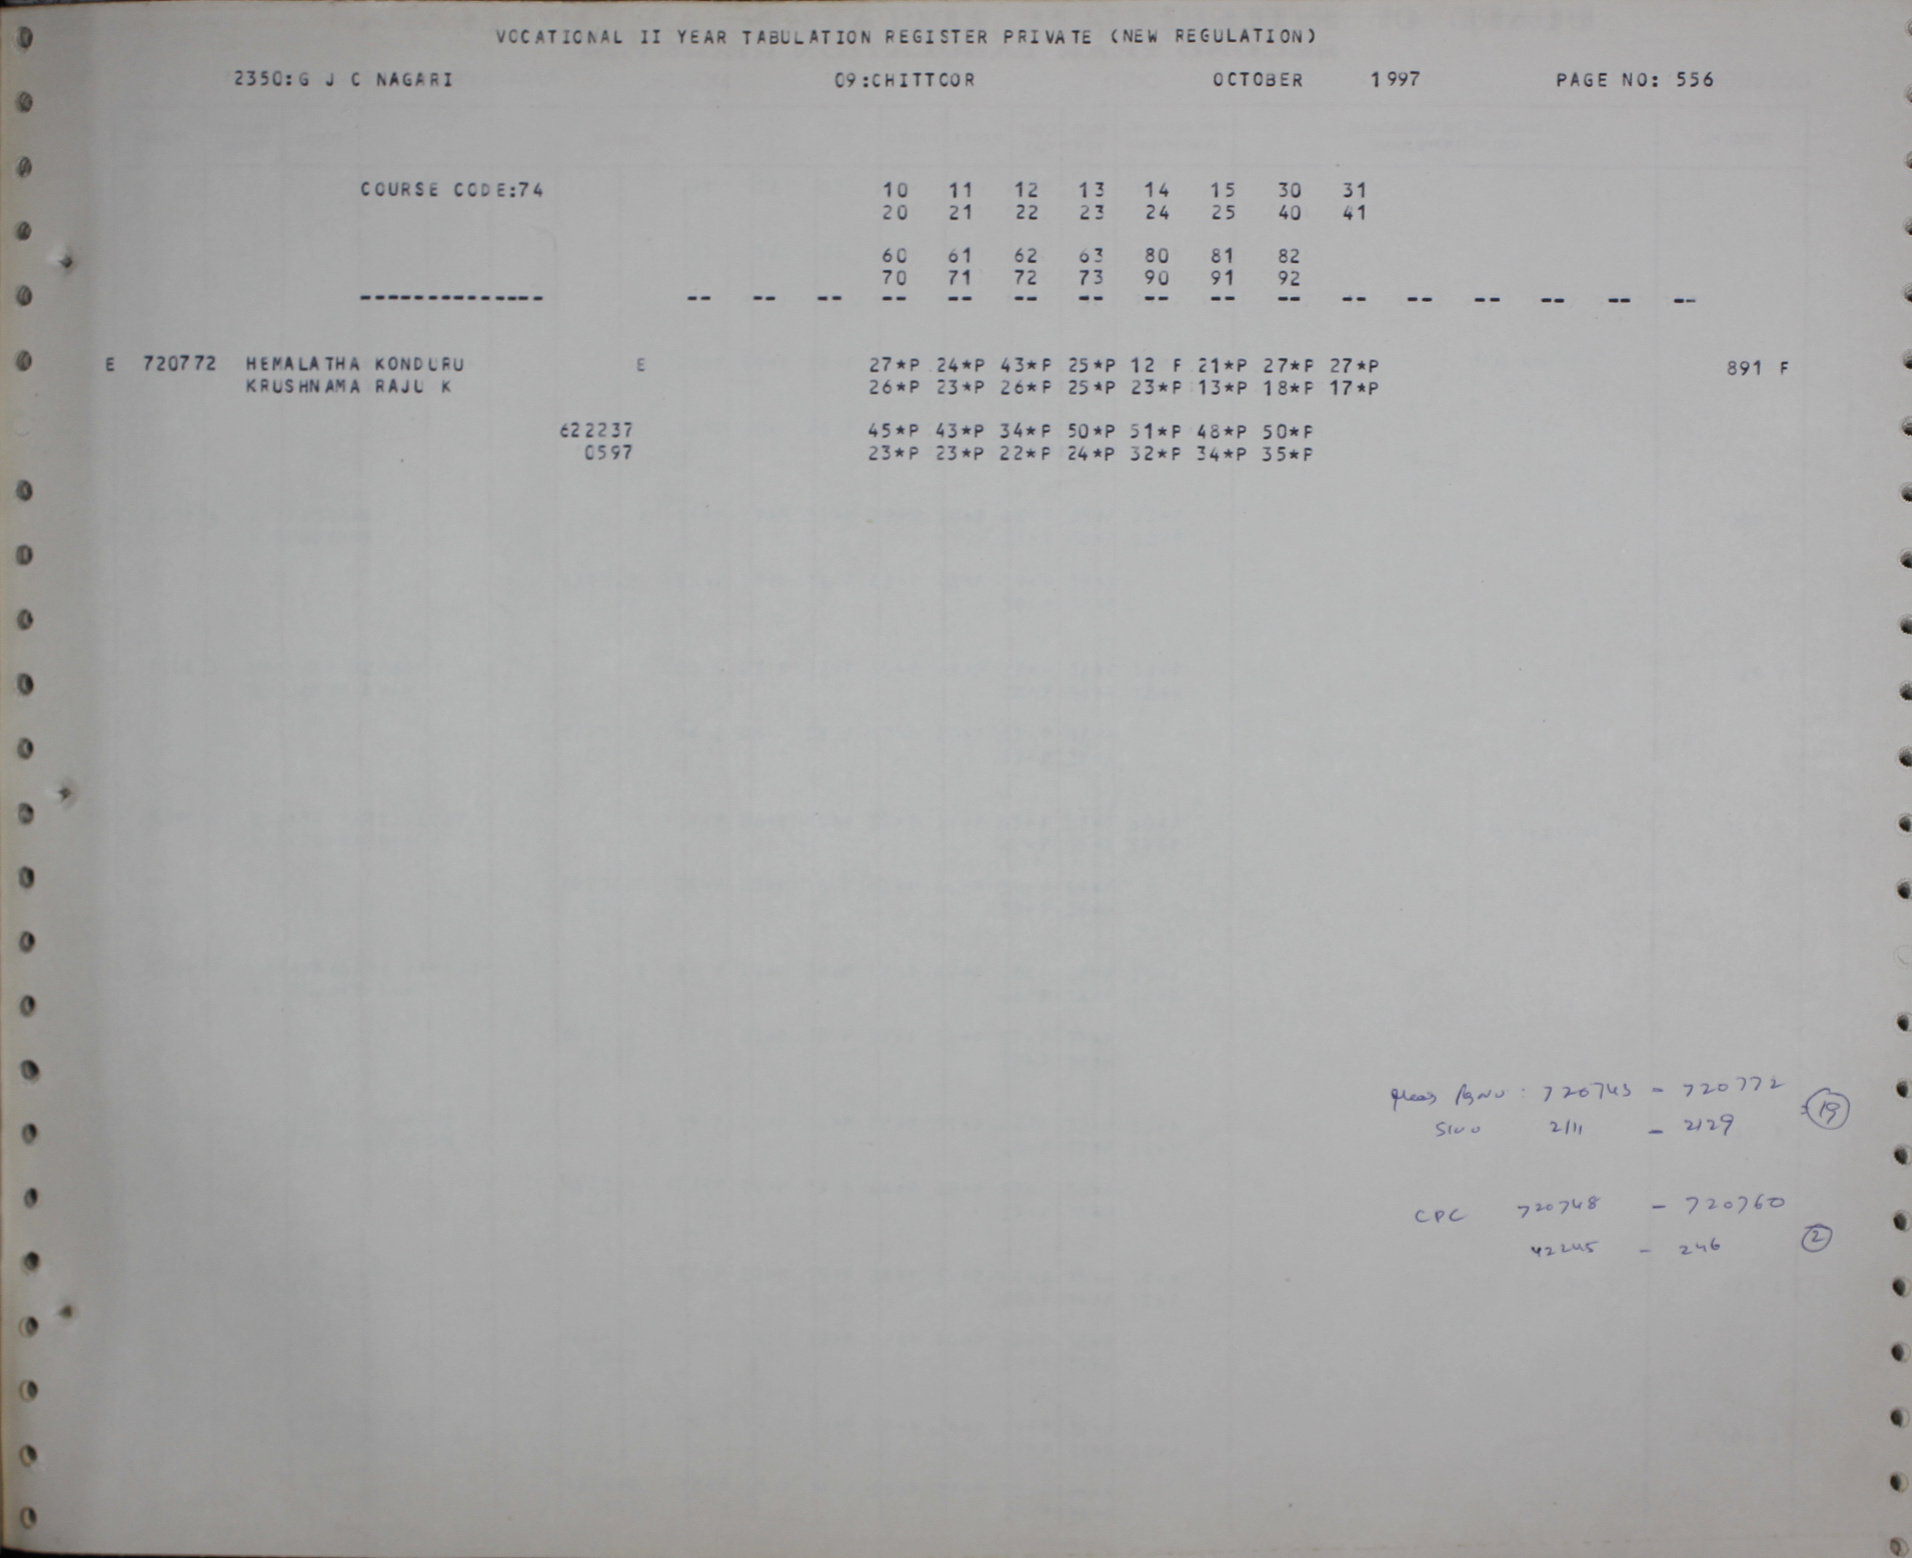 VOCATIONAL II YEAR TABULATION REGISTER PRIVATE (NEW REGULATION)
2350:G J C NAGARI 09:CHITTOOR OCTOBER 1997 PAGE NO: 556
COURSE CODE:74 10 11 12 13 14 15 30 31
20 21 22 23 24 25 40 41
60 61 62 63 80 81 82
70 71 72 73 90 91 92
-------------- -- -- -- -- -- -- -- -- -- -- -- -- -- -- -- --
E 720772 HEMALATHA KONDURU E 27*P 24*P 43*P 25*P 12 F 21*P 27*P 27*P 891 F
KRUSHNAMA RAJU K 26*P 23*P 26*P 25*P 23*P 13*P 18*P 17*P
622237 45*P 43*P 34*P 50*P 51*P 48*P 50*P
0597 23*P 23*P 22*P 24*P 32*P 34*P 35*P
: 720743 - 720772
2111 - 2129 19
CPC 720748 - 720760
42245 - 246 2